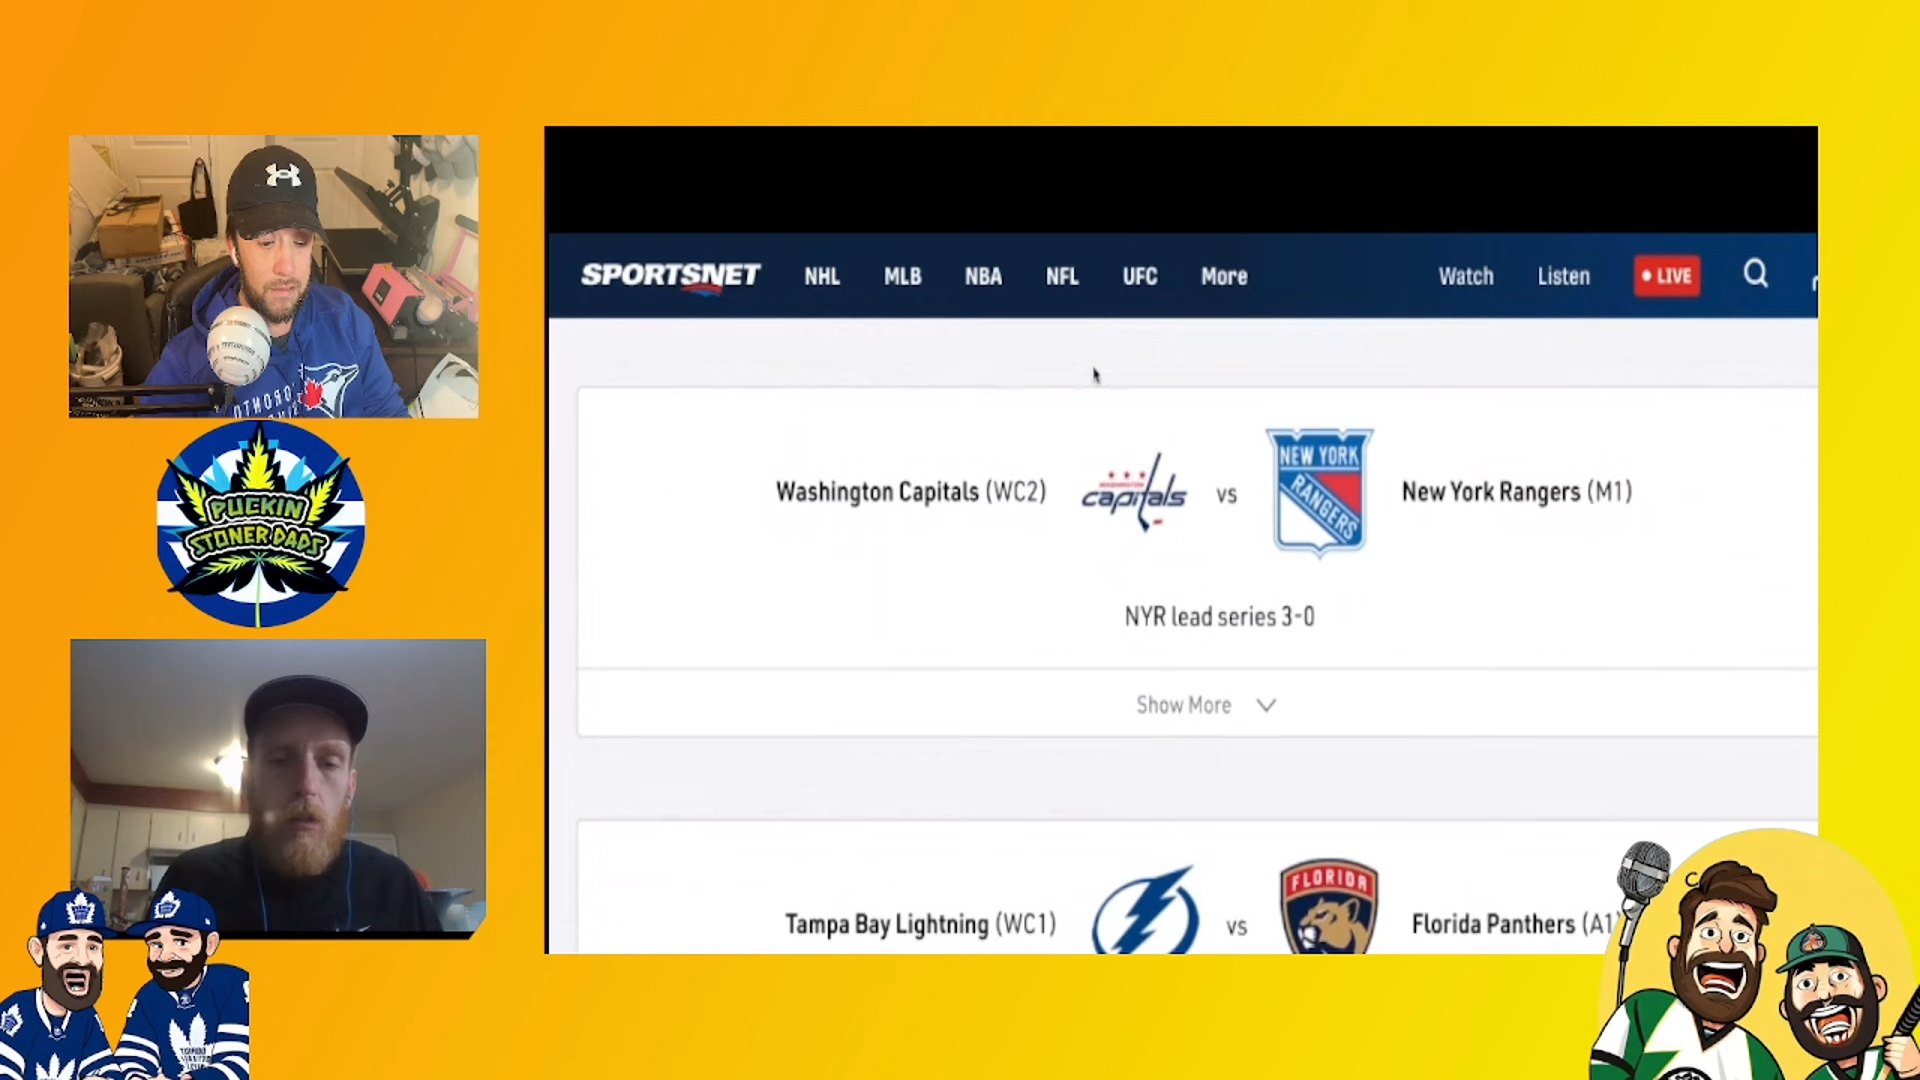 SPORTSNET
NHL
MLB
NBA
NFL
UFC
More
Watch
Listen
LIVE
Washington Capitals (WC2)
capitals
vs
NEW YORK
RANGERS
New York Rangers (M1)
NYR lead series 3-0
Show More
Tampa Bay Lightning (WC1)
vs
FLORIDA
Florida Panthers (A1)
PUCKIN
STONER DADS